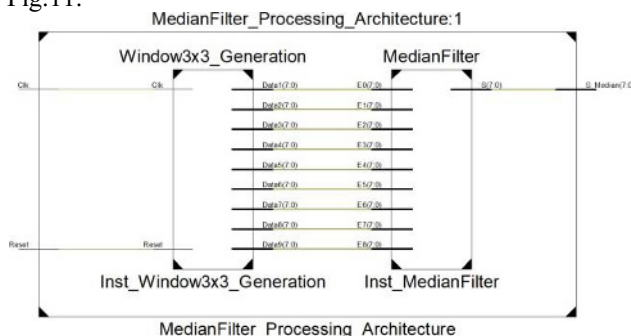 Fig.11.
MedianFilter_Processing_Architecture:1
Window3x3_Generation MedianFilter
Clk Clk Data1(7:0) E0(7:0) S(7:0) S_Median(7:0
Data2(7:0) E1(7:0)
Data3(7:0) E2(7:0)
Data4(7:0) E3(7:0)
Data5(7:0) E4(7:0)
Data6(7:0) E5(7:0)
Data7(7:0) E6(7:0)
Data8(7:0) E7(7:0)
Reset Reset Data9(7:0) E8(7:0)
Inst_Window3x3_Generation Inst_MedianFilter
MedianFilter_Processing_Architecture